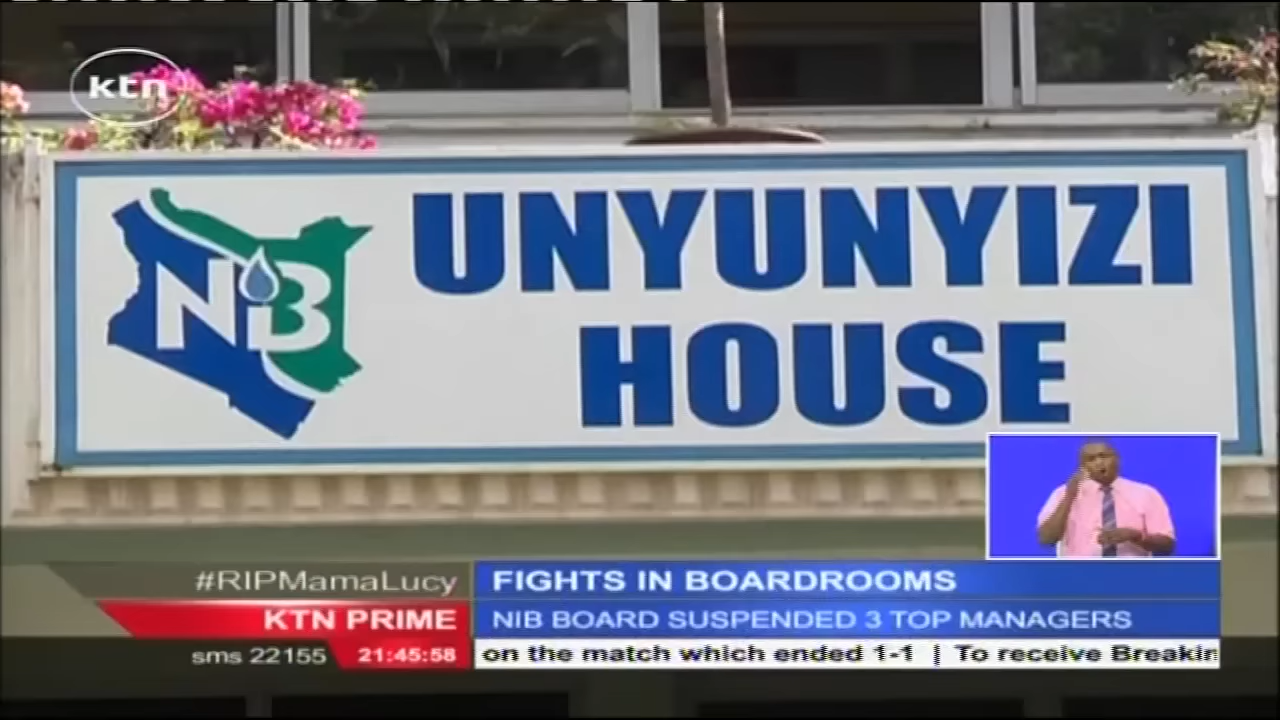 ktn
UNYUNYIZI
HOUSE
NIB
#RIPMamaLucy
FIGHTS IN BOARDROOMS
KTN PRIME
NIB BOARD SUSPENDED 3 TOP MANAGERS
sms 22155
21:45:58
on the match which ended 1-1 | To receive Breakin